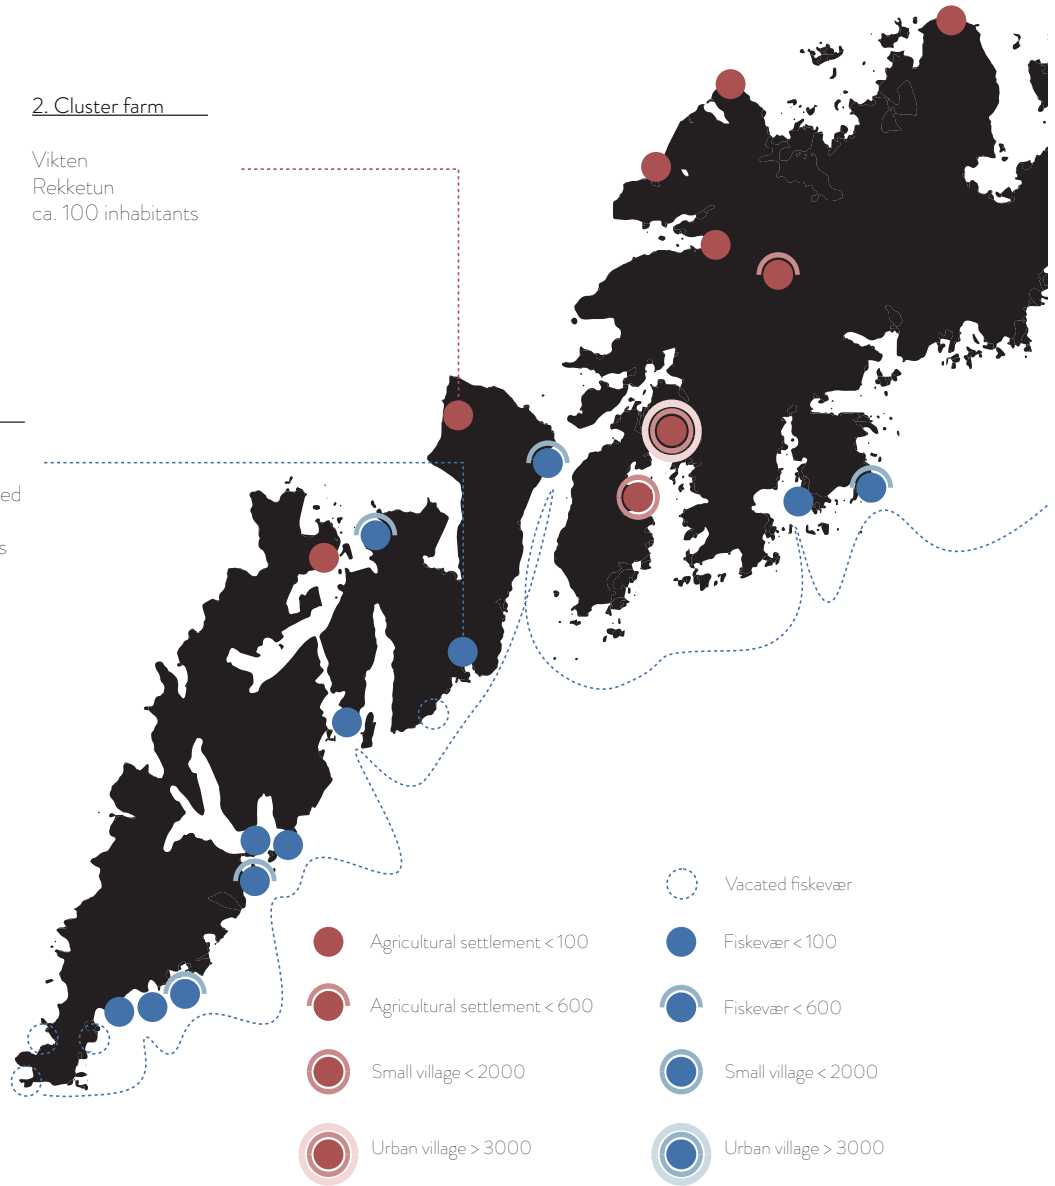 2. Cluster farm
Vikten
Rekketun
ca. 100 inhabitants
ed
s
Vacated fiskevær
Agricultural settlement < 100
Fiskevær < 100
Agricultural settlement < 600
Fiskevær < 600
Small village < 2000
Small village < 2000
Urban village > 3000
Urban village > 3000